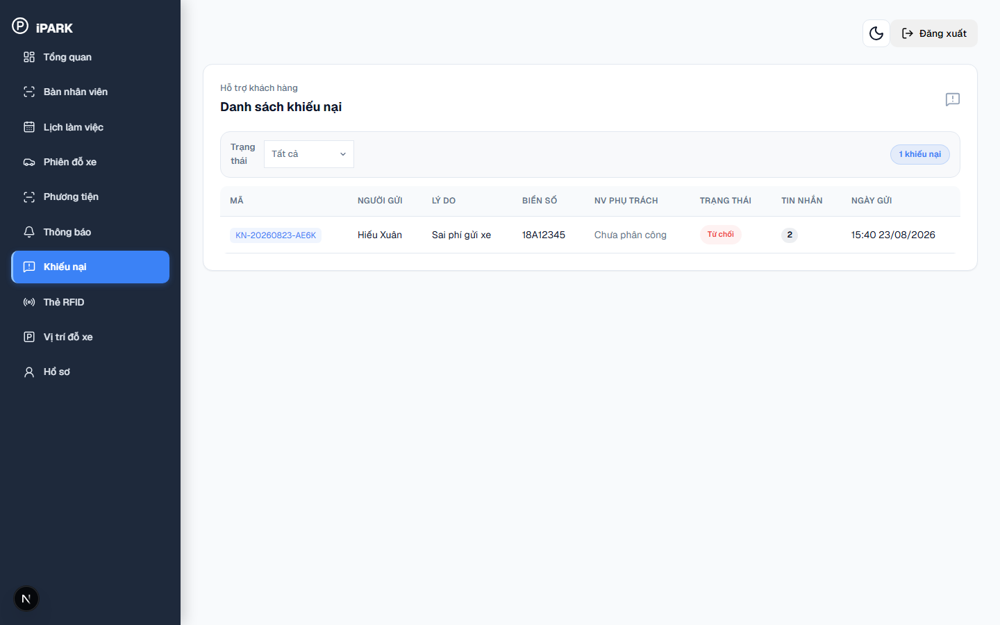 iPARK
Tổng quan
Bàn nhân viên
Lịch làm việc
Phiên đỗ xe
Phương tiện
Thông báo
Khiếu nại
Thẻ RFID
Vị trí đỗ xe
Hồ sơ
Đăng xuất
Hỗ trợ khách hàng
Danh sách khiếu nại
Trạng
thái
Tất cả
1 khiếu nại
MÃ NGƯỜI GỬI LÝ DO BIỂN SỐ NV PHỤ TRÁCH TRẠNG THÁI TIN NHẮN NGÀY GỬI
KN-20260823-AE6K Hiếu Xuân Sai phí gửi xe 18A12345 Chưa phân công Từ chối 2 15:40 23/08/2026